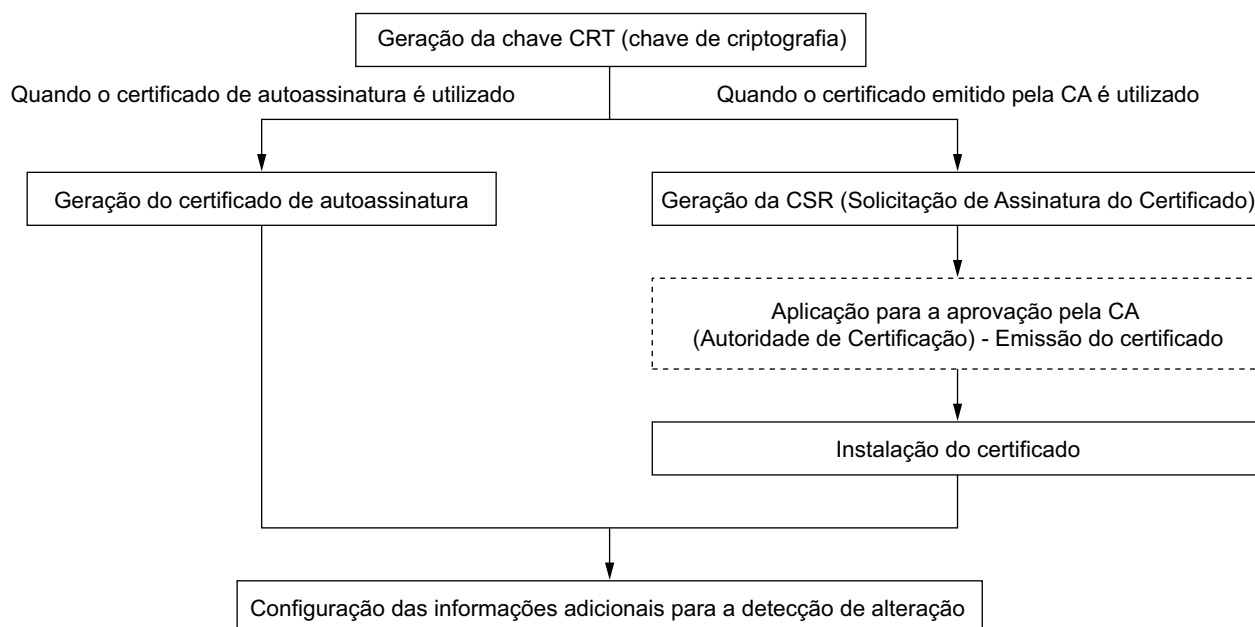 Geração da chave CRT (chave de criptografia)
Quando o certificado de autoassinatura é utilizado
Quando o certificado emitido pela CA é utilizado
Geração do certificado de autoassinatura
Geração da CSR (Solicitação de Assinatura do Certificado)
Aplicação para a aprovação pela CA
(Autoridade de Certificação) - Emissão do certificado
Instalação do certificado
Configuração das informações adicionais para a detecção de alteração